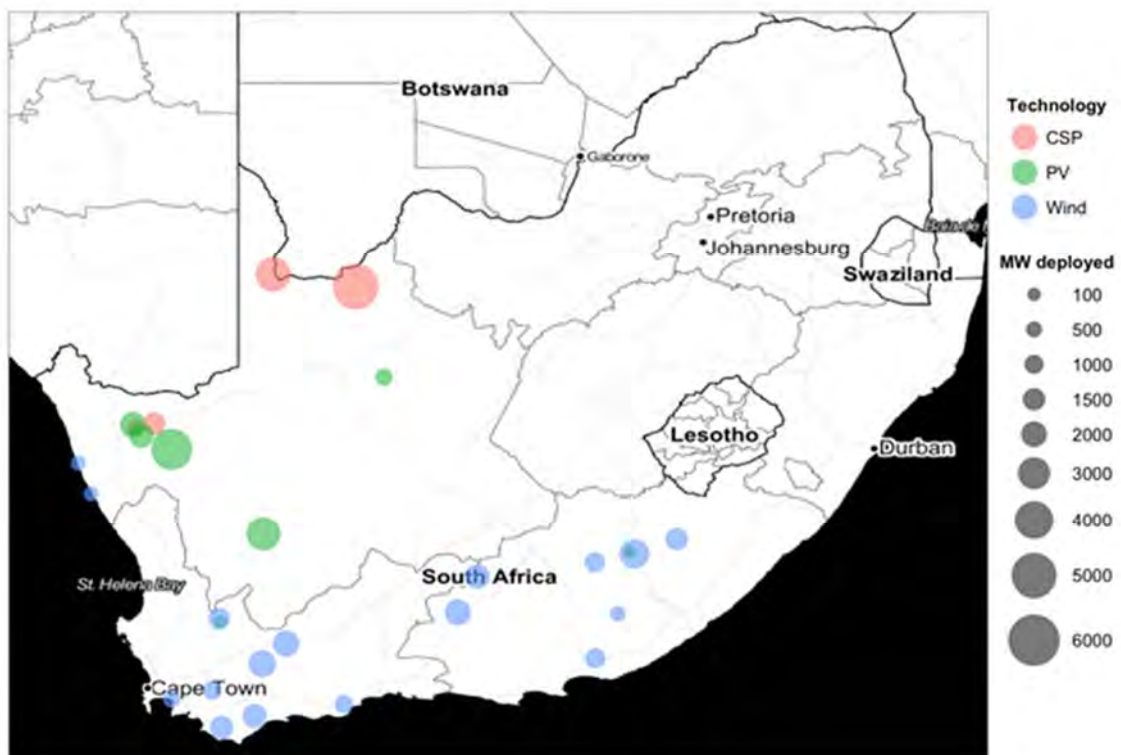 Botswana
Gaborone
Pretoria
Johannesburg
Swaziland
Lesotho
Durban
South Africa
St. Helena Bay
Cape Town
Technology
CSP
PV
Wind
MW deployed
100
500
1000
1500
2000
3000
4000
5000
6000